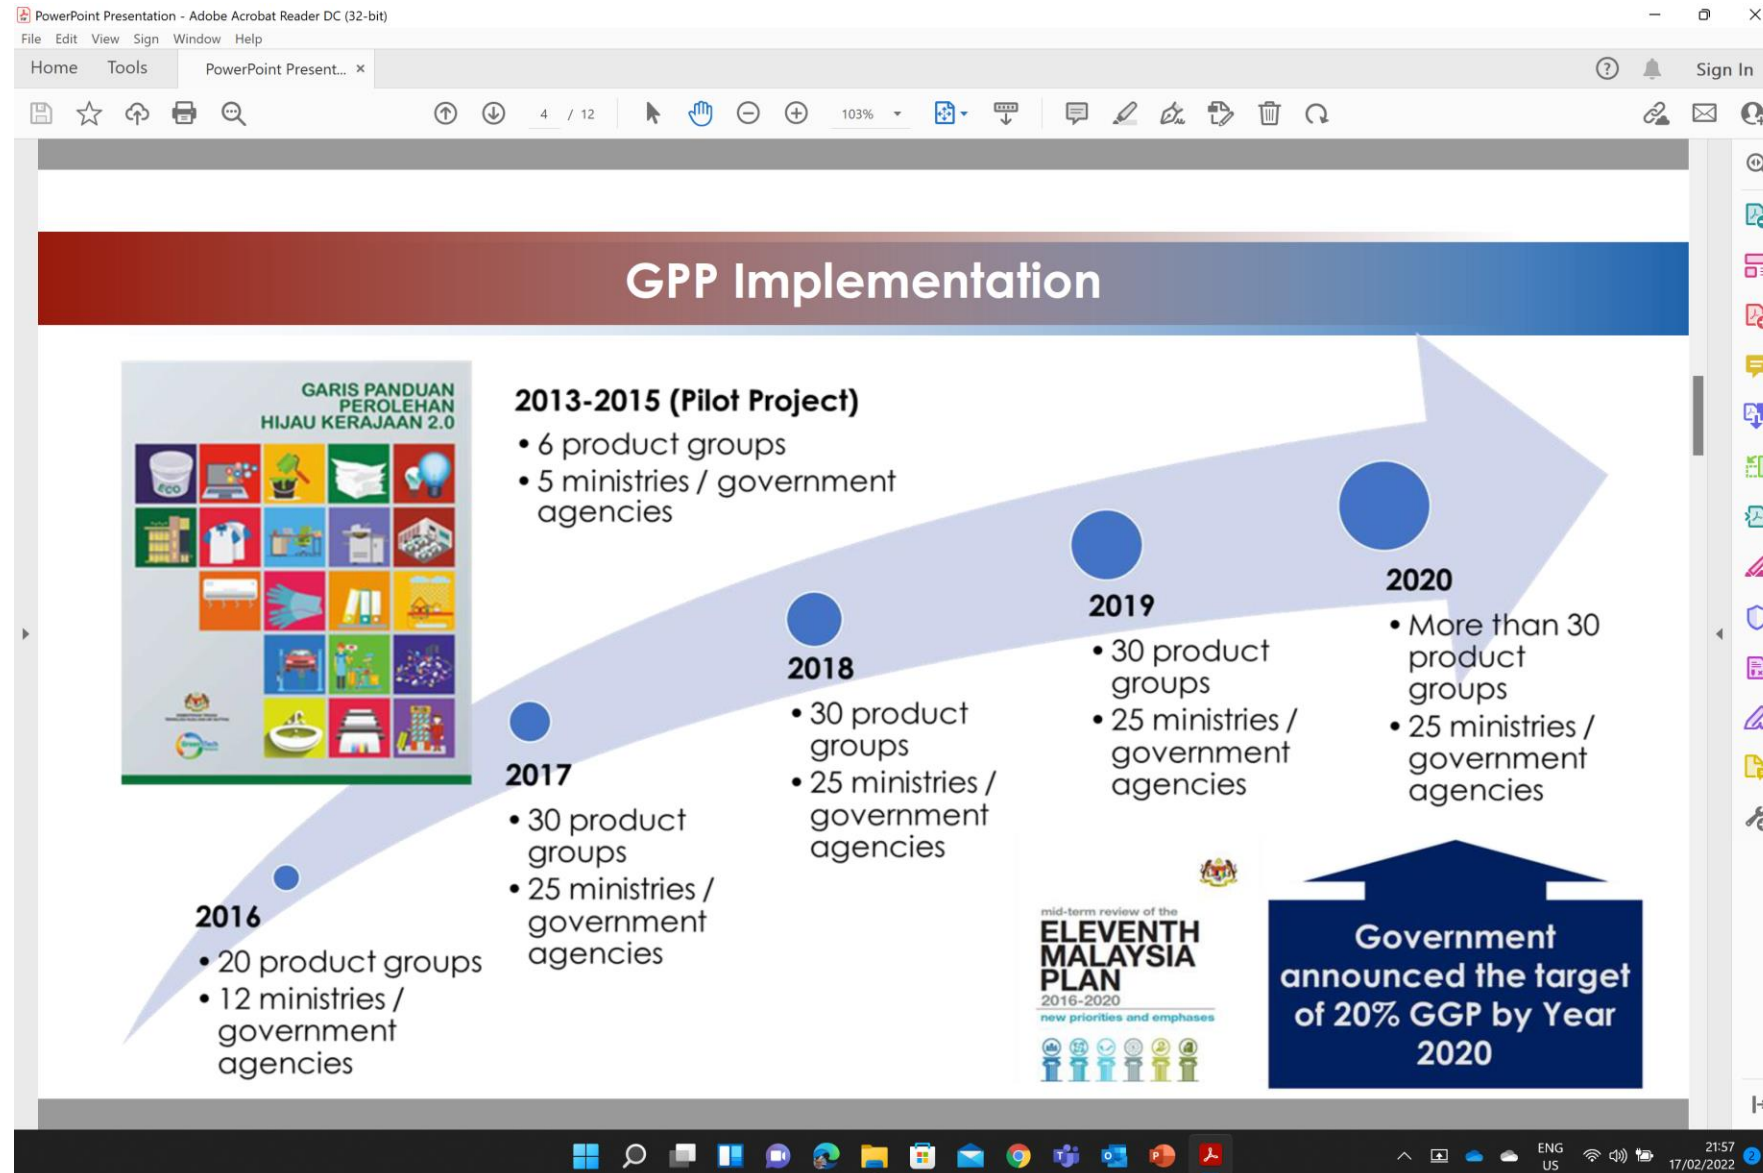 PowerPoint Presentation - Adobe Acrobat Reader DC (32-bit)
File Edit View Sign Window Help
Home Tools PowerPoint Present... × Sign In
4 / 12 103%
GPP Implementation
GARIS PANDUAN
PEROLEHAN
HIJAU KERAJAAN 2.0
ECO
GreenTech
2013-2015 (Pilot Project)
• 6 product groups
• 5 ministries / government
agencies
2016
• 20 product groups
• 12 ministries /
government
agencies
2017
• 30 product
groups
• 25 ministries /
government
agencies
2018
• 30 product
groups
• 25 ministries /
government
agencies
2019
• 30 product
groups
• 25 ministries /
government
agencies
2020
• More than 30
product
groups
• 25 ministries /
government
agencies
mid-term review of the
ELEVENTH
MALAYSIA
PLAN
2016-2020
new priorities and emphases
Government
announced the target
of 20% GGP by Year
2020
ENG
US
21:57
17/02/2022
2